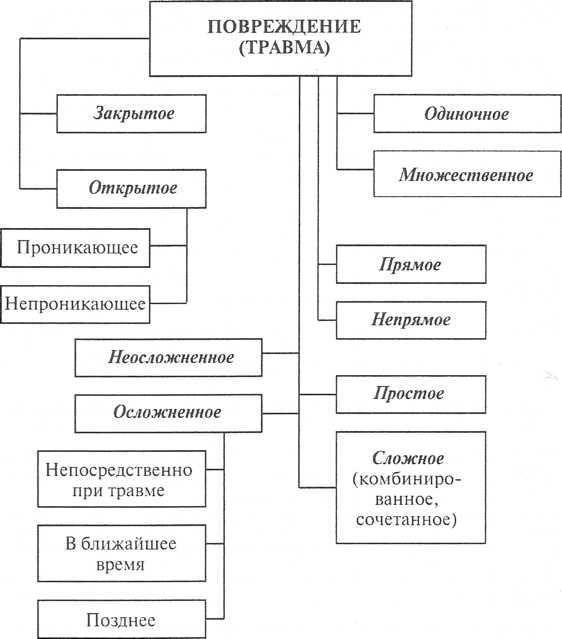 ПОВРЕЖДЕНИЕ
(ТРАВМА)
Закрытое
Открытое
Проникающее
Непроникающее
Одиночное
Множественное
Прямое
Непрямое
Неосложненное
Осложненное
Непосредственно
при травме
В ближайшее
время
Позднее
Простое
Сложное
(комбиниро-
ванное,
сочетанное)